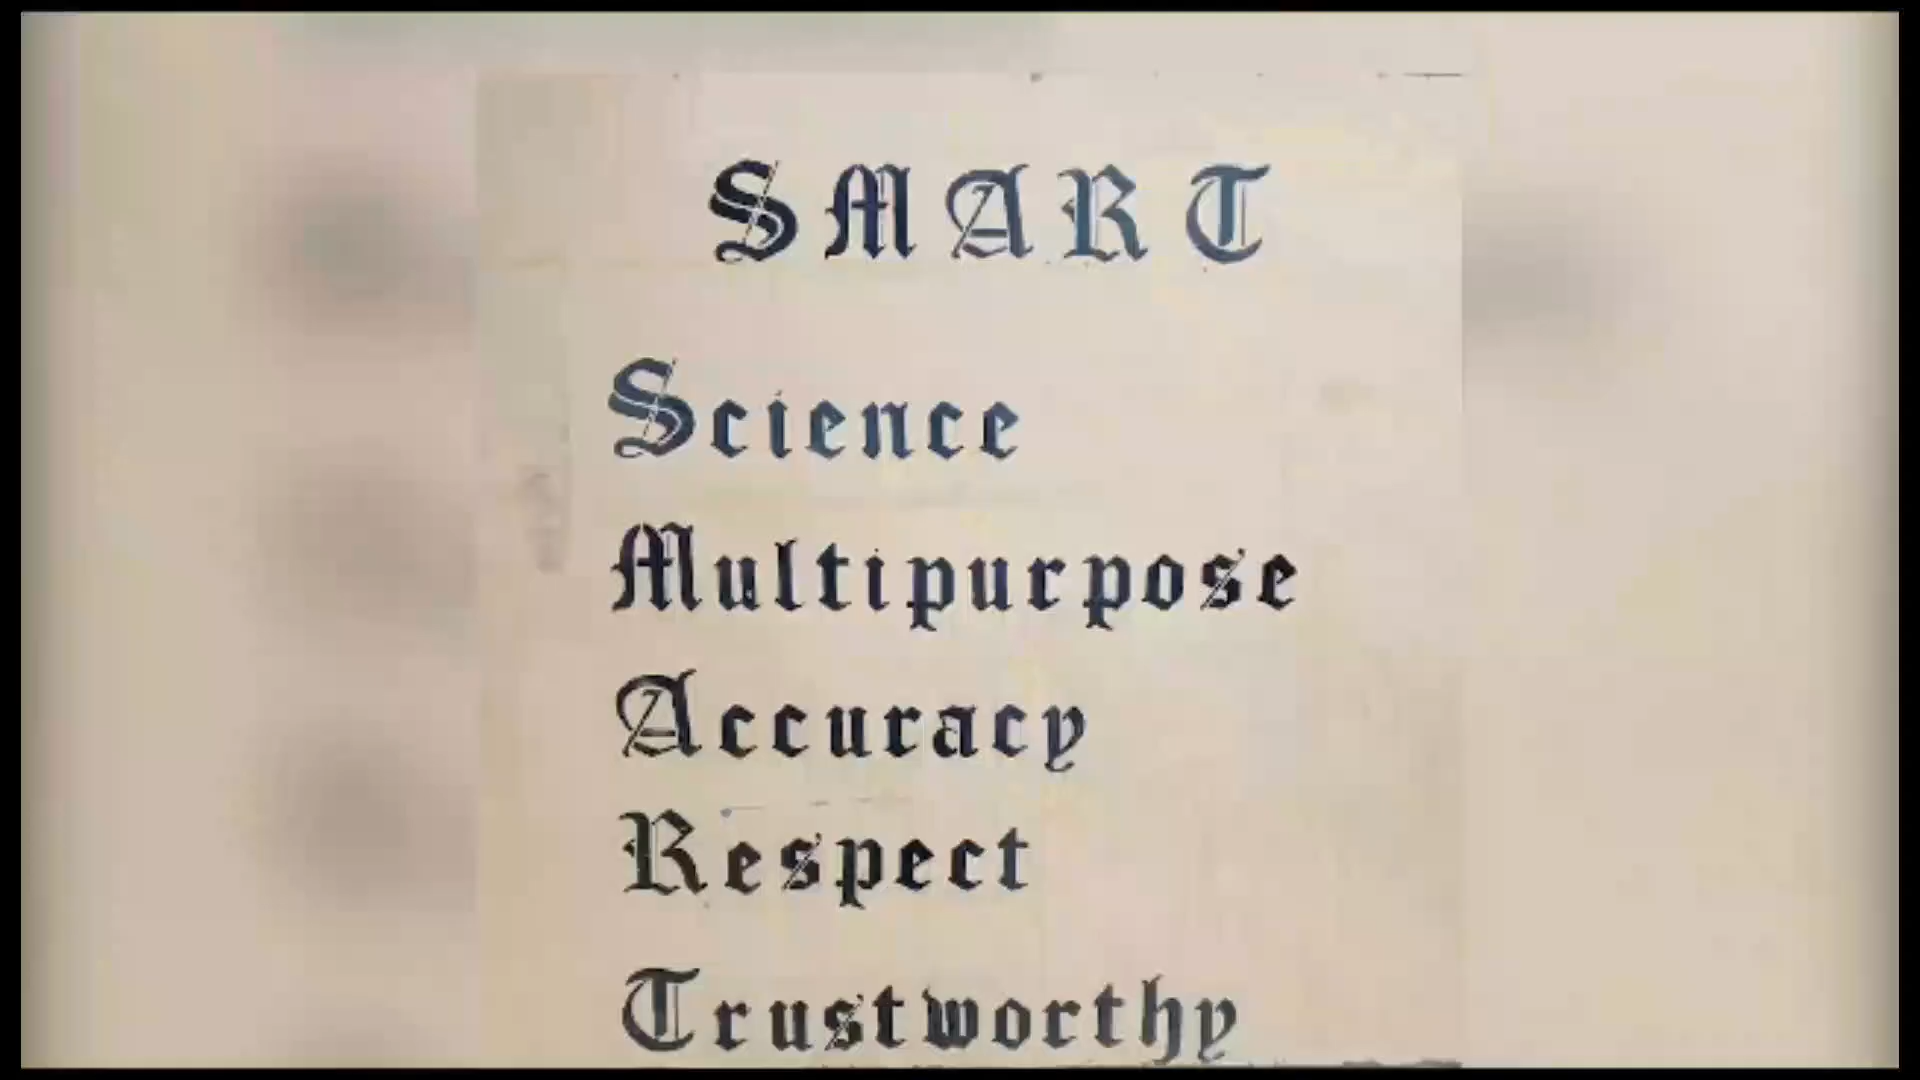 SMART
Science
Multipurpose
Accuracy
Respect
Trustworthy